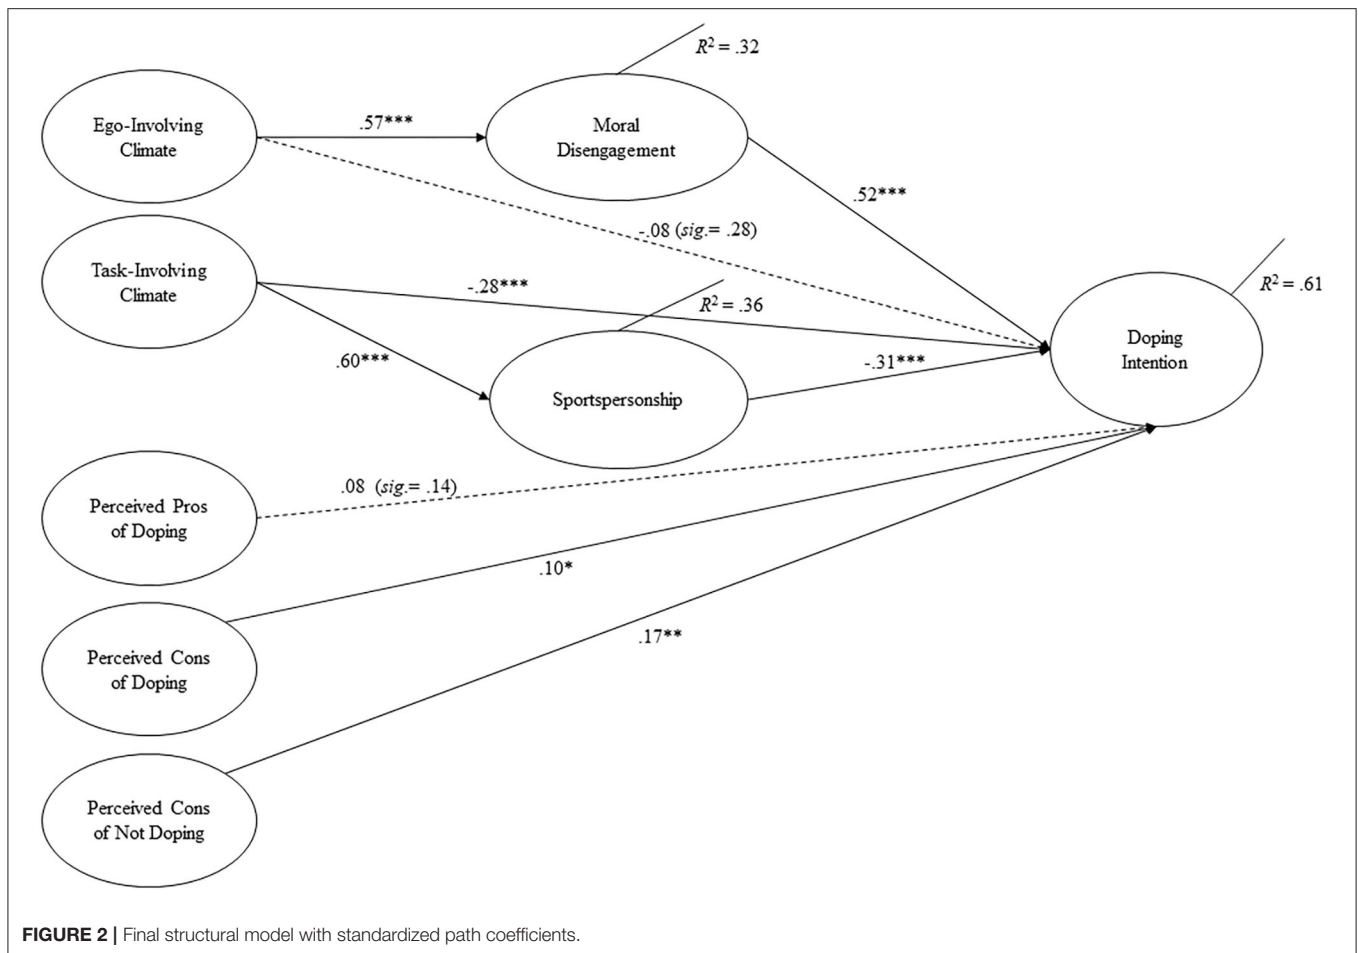 R² = .32
Ego-Involving
Climate
.57***
Moral
Disengagement
.52***
-.08 (sig.= .28)
Task-Involving
Climate
-.28***
R² = .36
R² = .61
Doping
Intention
.60***
-.31***
Sportspersonship
.08 (sig.= .14)
Perceived Pros
of Doping
.10*
.17**
Perceived Cons
of Doping
Perceived Cons
of Not Doping
FIGURE 2 | Final structural model with standardized path coefficients.